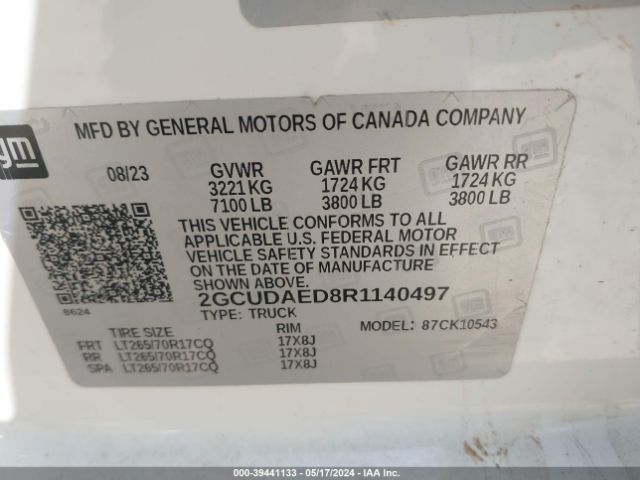 gm
MFD BY GENERAL MOTORS OF CANADA COMPANY
08/23 GVWR GAWR FRT GAWR RR
3221 KG 1724 KG 1724 KG
7100 LB 3800 LB 3800 LB
THIS VEHICLE CONFORMS TO ALL
APPLICABLE U.S. FEDERAL MOTOR
VEHICLE SAFETY STANDARDS IN EFFECT
ON THE DATE OF MANUFACTURE
SHOWN ABOVE.
8624
2GCUDAED8R1140497
TYPE: TRUCK MODEL: 87CK10543
TIRE SIZE RIM
FRT LT265/70R17CQ 17X8J
RR LT265/70R17CQ 17X8J
SPA LT265/70R17CQ 17X8J
000-39441133 - 05/17/2024 - IAA Inc.